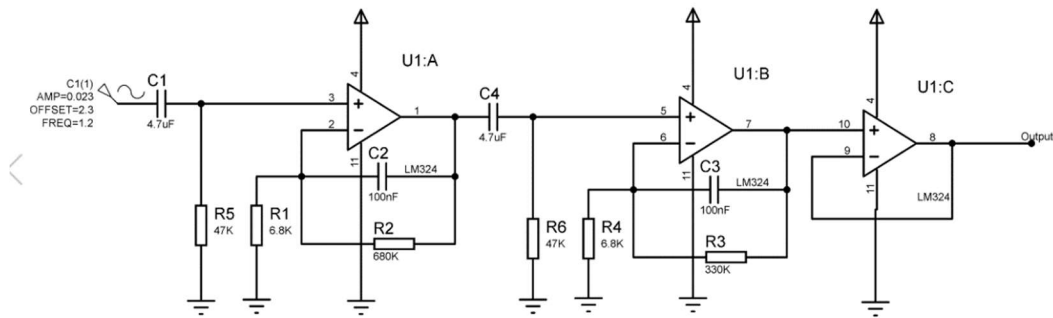 C1(1)
AMP=0.023
OFFSET=2.3
FREQ=1.2
C1
4.7uF
R5
47K
R1
6.8K
3
2
4
11
1
U1:A
LM324
C2
100nF
R2
680K
C4
4.7uF
R6
47K
R4
6.8K
5
6
4
11
7
U1:B
LM324
C3
100nF
R3
330K
10
9
4
11
8
U1:C
LM324
Output